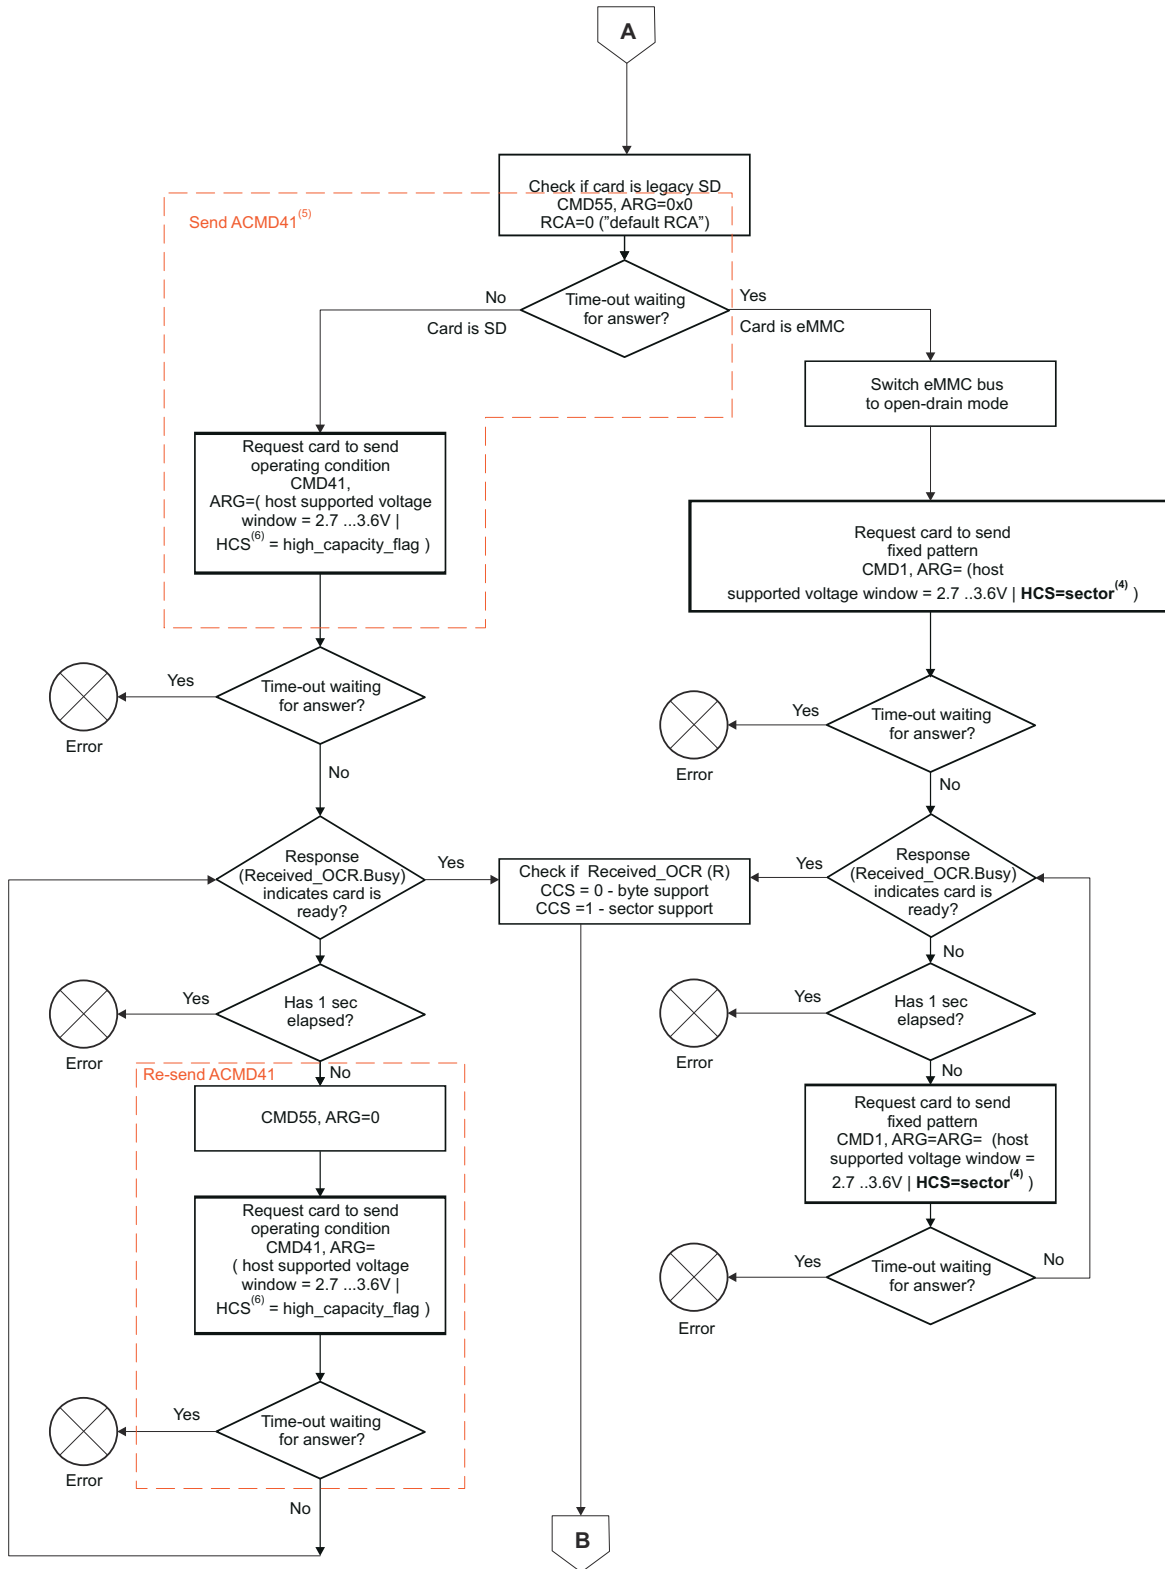 A
Check if card is legacy SD
CMD55, ARG=0x0
RCA=0 ("default RCA")
Send ACMD41(5)
Time-out waiting
for answer?
No
Card is SD
Yes
Card is eMMC
Switch eMMC bus
to open-drain mode
Request card to send
operating condition
CMD41,
ARG=( host supported voltage
window = 2.7 ...3.6V |
HCS(6) = high_capacity_flag )
Request card to send
fixed pattern
CMD1, ARG= (host
supported voltage window = 2.7 ..3.6V | HCS=sector(4) )
Time-out waiting
for answer?
Yes
Error
No
Time-out waiting
for answer?
Yes
Error
No
Response
(Received_OCR.Busy)
indicates card is
ready?
Yes
Check if Received_OCR (R)
CCS = 0 - byte support
CCS =1 - sector support
Yes
Response
(Received_OCR.Busy)
indicates card is
ready?
No
No
Has 1 sec
elapsed?
Yes
Error
No
Has 1 sec
elapsed?
Yes
Error
No
Re-send ACMD41
CMD55, ARG=0
Request card to send
fixed pattern
CMD1, ARG=ARG= (host
supported voltage window =
2.7 ..3.6V | HCS=sector(4) )
Request card to send
operating condition
CMD41, ARG=
( host supported voltage
window = 2.7 ...3.6V |
HCS(6) = high_capacity_flag )
Time-out waiting
for answer?
Yes
No
Error
Time-out waiting
for answer?
Yes
Error
No
B